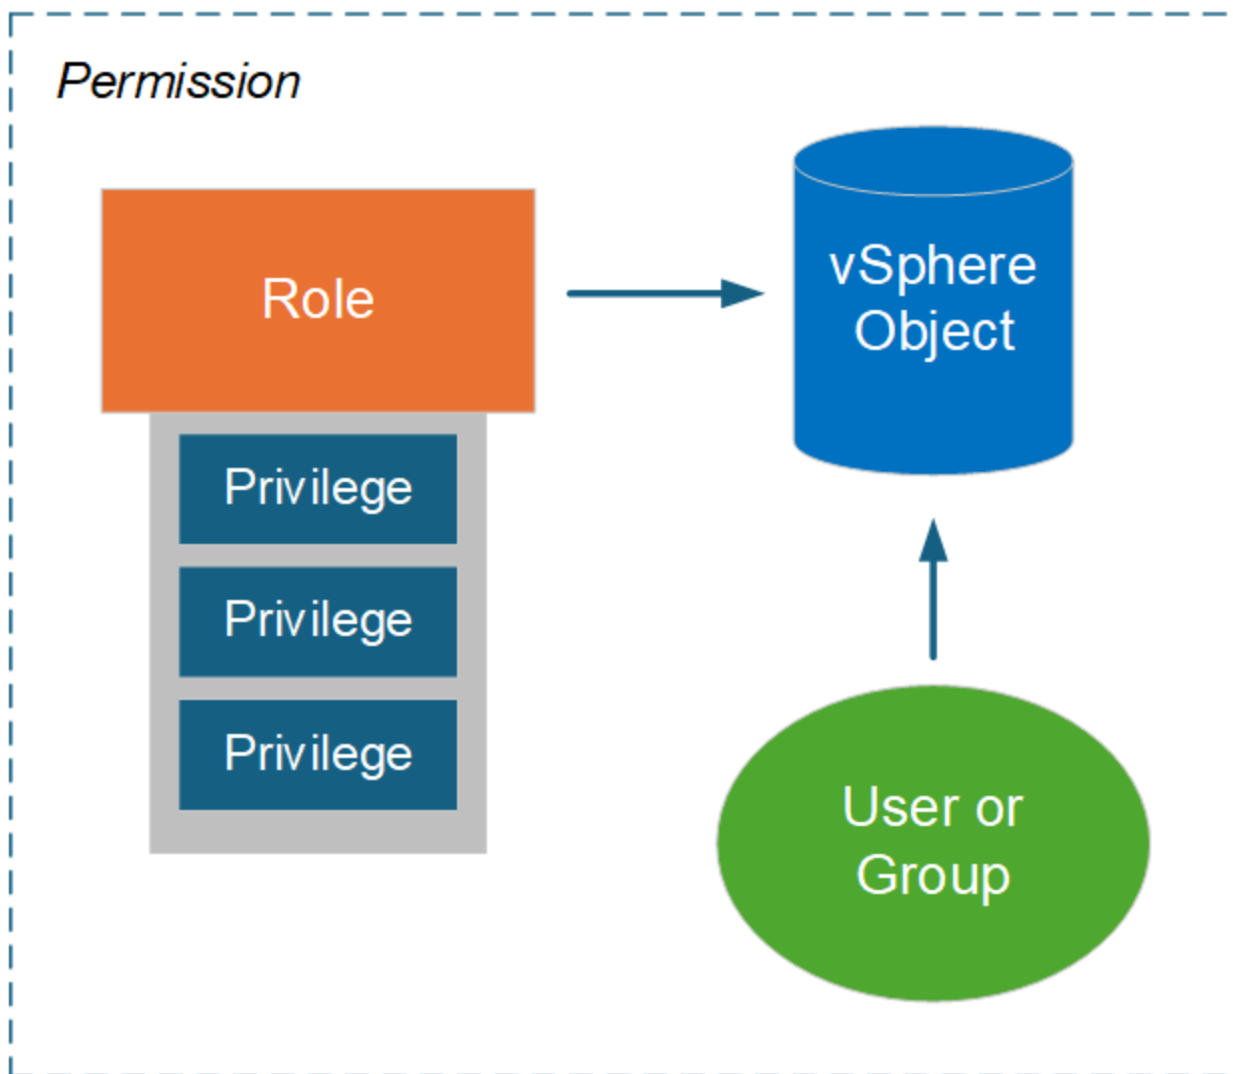 Permission
Role
vSphere
Object
Privilege
Privilege
Privilege
User or
Group